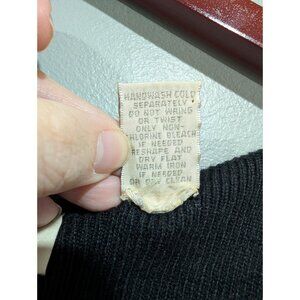 HANDWASH COLD
SEPARATELY
DO NOT WRING
OR TWIST
ONLY NON-
CHLORINE BLEACH
IF NEEDED
RESHAPE AND
DRY FLAT
WARM IRON
IF NEEDED
OR DRY CLEAN